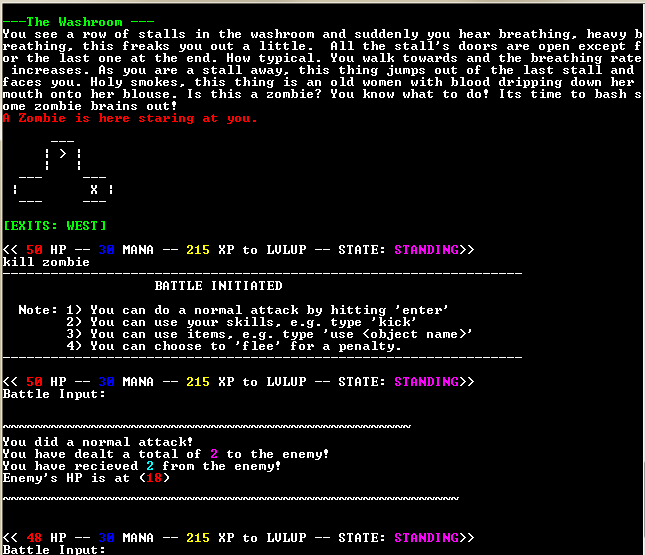 ---The Washroom ---
You see a row of stalls in the washroom and suddenly you hear breathing, heavy b
reathing, this freaks you out a little.  All the stall's doors are open except f
or the last one at the end. How typical. You walk towards and the breathing rate
 increases. As you are a stall away, this thing jumps out of the last stall and
faces you. Holy smokes, this thing is an old women with blood dripping down her
mouth onto her blouse. Is this a zombie? You know what to do! Its time to bash s
ome zombie brains out!
A Zombie is here staring at you.
      ---
     | > |
     |   |
  ---     ---
 |         X |
  ---     ---
[EXITS: WEST]
<< 50 HP -- 30 MANA -- 215 XP to LVLUP -- STATE: STANDING>>
kill zombie
-----------------------------------------------------------------
                   BATTLE INITIATED
  Note: 1) You can do a normal attack by hitting 'enter'
        2) You can use your skills, e.g. type 'kick'
        3) You can use items, e.g. type 'use <object name>'
        4) You can choose to 'flee' for a penalty.
-----------------------------------------------------------------
<< 50 HP -- 30 MANA -- 215 XP to LVLUP -- STATE: STANDING>>
Battle Input:
~~~~~~~~~~~~~~~~~~~~~~~~~~~~~~~~~~~~~~~~~~~~~~~~~~~
You did a normal attack!
You have dealt a total of 2 to the enemy!
You have recieved 2 from the enemy!
Enemy's HP is at (18)
~~~~~~~~~~~~~~~~~~~~~~~~~~~~~~~~~~~~~~~~~~~~~~~~~~~~~~~~~
<< 48 HP -- 30 MANA -- 215 XP to LVLUP -- STATE: STANDING>>
Battle Input: